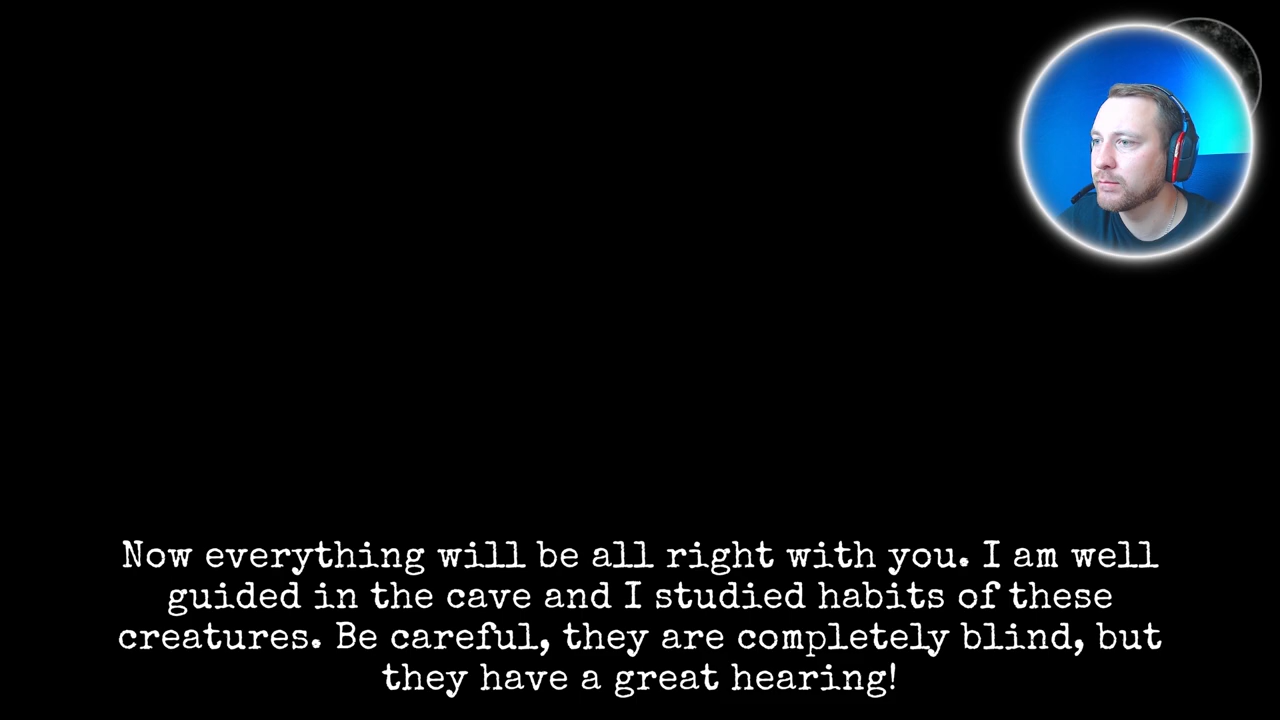 Now everything will be all right with you. I am well
guided in the cave and I studied habits of these
creatures. Be careful, they are completely blind, but
they have a great hearing!